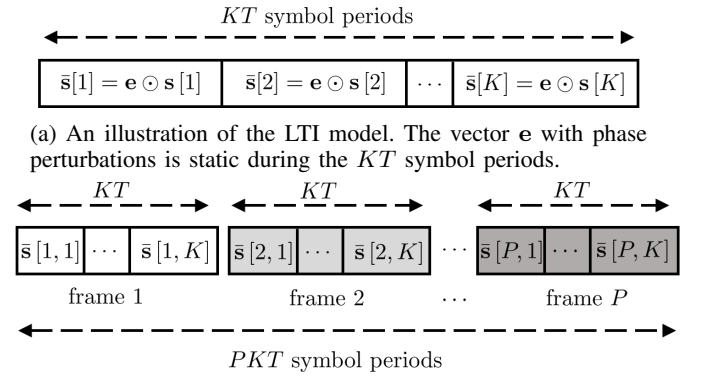 KT symbol periods
s̄[1] = e ⊙ s [1] s̄[2] = e ⊙ s [2] ⋯ s̄[K] = e ⊙ s [K]
(a) An illustration of the LTI model. The vector e with phase
perturbations is static during the KT symbol periods.
KT KT KT
s̄ [1, 1] ⋯ s̄ [1, K] s̄ [2, 1] ⋯ s̄ [2, K] ⋯ s̄ [P, 1] ⋯ s̄ [P, K]
frame 1 frame 2 ⋯ frame P
PKT symbol periods